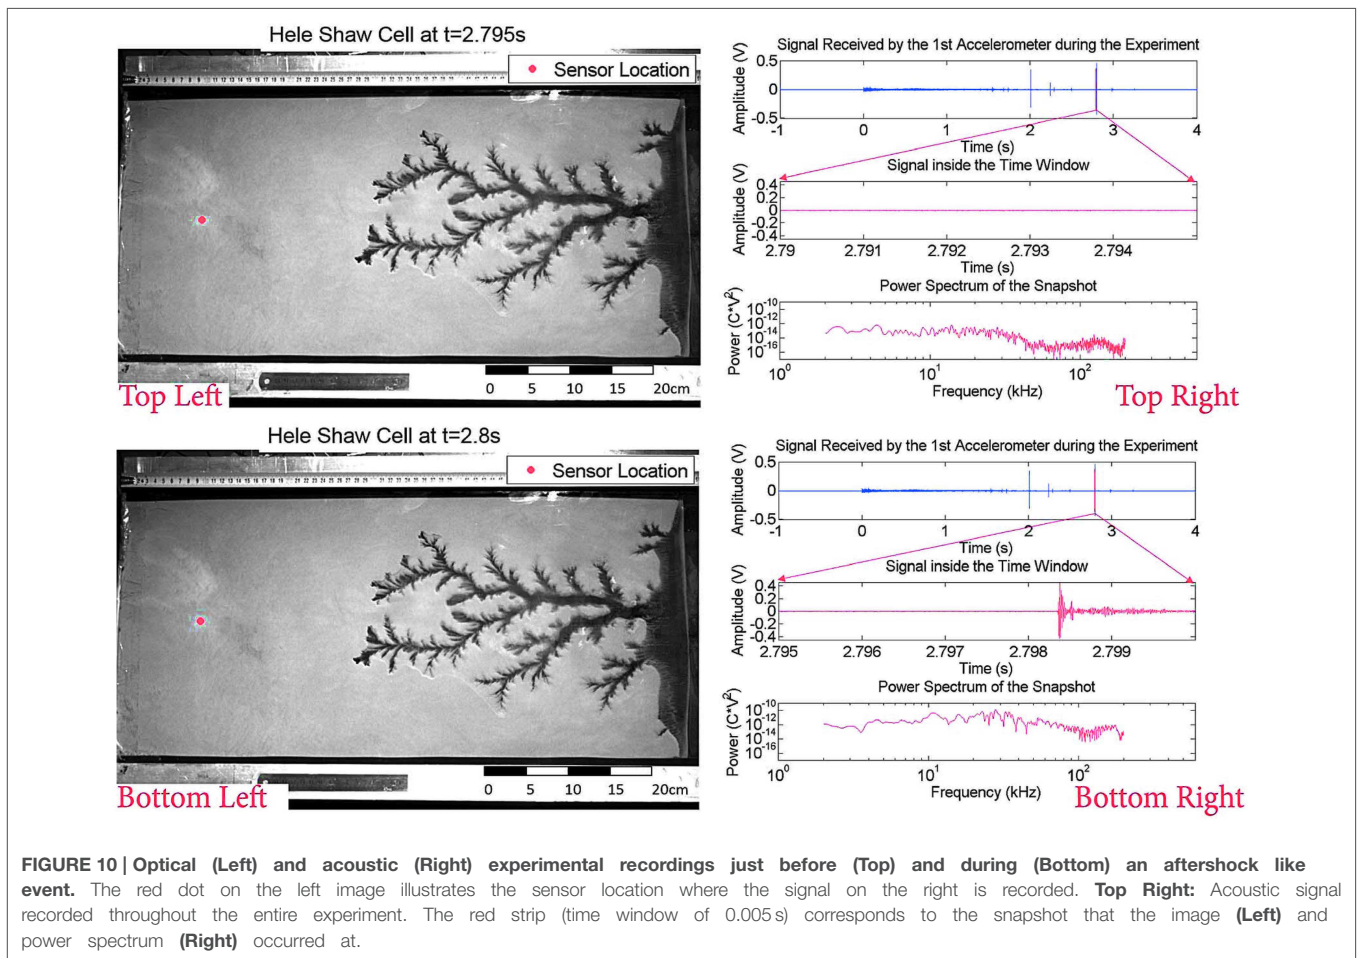 Hele Shaw Cell at t=2.795s
Sensor Location
0 5 10 15 20cm
Top Left
Signal Received by the 1st Accelerometer during the Experiment
Amplitude (V)
0.5
0
-0.5
-1 0 1 2 3 4
Time (s)
Signal inside the Time Window
Amplitude (V)
0.4
0.2
0
-0.2
-0.4
2.79 2.791 2.792 2.793 2.794
Time (s)
Power Spectrum of the Snapshot
Power (C*V²)
10⁻¹⁰
10⁻¹²
10⁻¹⁴
10⁻¹⁶
10⁰ 10¹ 10²
Frequency (kHz)
Top Right
Hele Shaw Cell at t=2.8s
Sensor Location
0 5 10 15 20cm
Bottom Left
Signal Received by the 1st Accelerometer during the Experiment
Amplitude (V)
0.5
0
-0.5
-1 0 1 2 3 4
Time (s)
Signal inside the Time Window
Amplitude (V)
0.4
0.2
0
-0.2
-0.4
2.795 2.796 2.797 2.798 2.799
Time (s)
Power Spectrum of the Snapshot
Power (C*V²)
10⁻¹⁰
10⁻¹²
10⁻¹⁴
10⁻¹⁶
10⁰ 10¹ 10²
Frequency (kHz)
Bottom Right
FIGURE 10 | Optical (Left) and acoustic (Right) experimental recordings just before (Top) and during (Bottom) an aftershock like
event. The red dot on the left image illustrates the sensor location where the signal on the right is recorded. Top Right: Acoustic signal
recorded throughout the entire experiment. The red strip (time window of 0.005 s) corresponds to the snapshot that the image (Left) and
power spectrum (Right) occurred at.